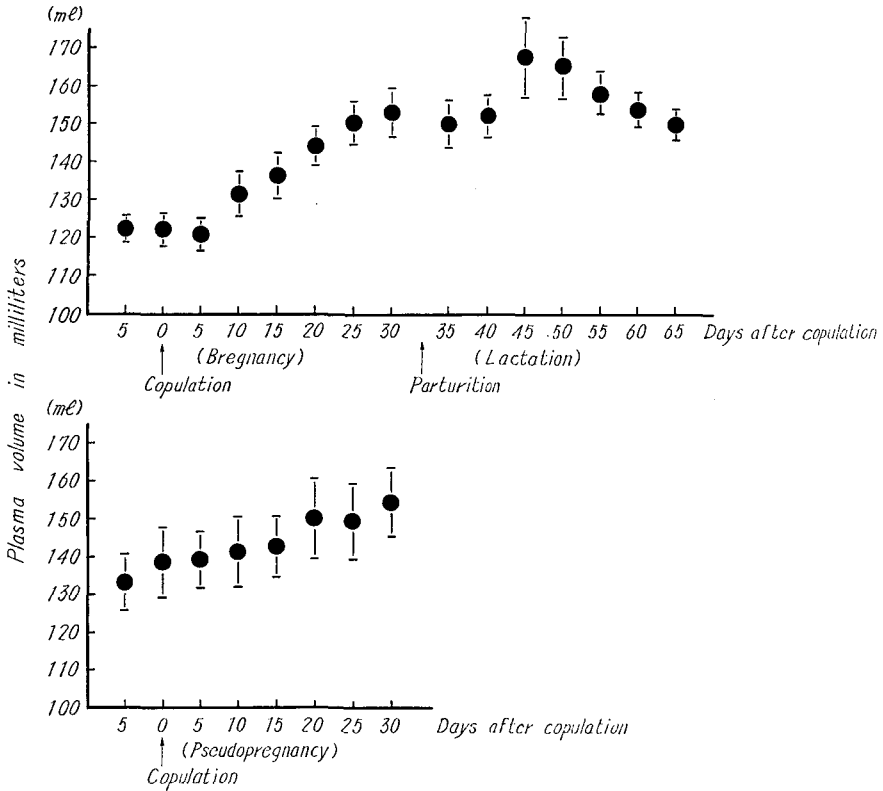 Plasma volume in milliliters
(ml)
170
160
150
140
130
120
110
100
5 0 5 10 15 20 25 30 35 40 45 50 55 60 65 Days after copulation
(Bregnancy) (Lactation)
Copulation Parturition
(ml)
170
160
150
140
130
120
110
100
5 0 5 10 15 20 25 30 Days after copulation
(Pseudopregnancy)
Copulation